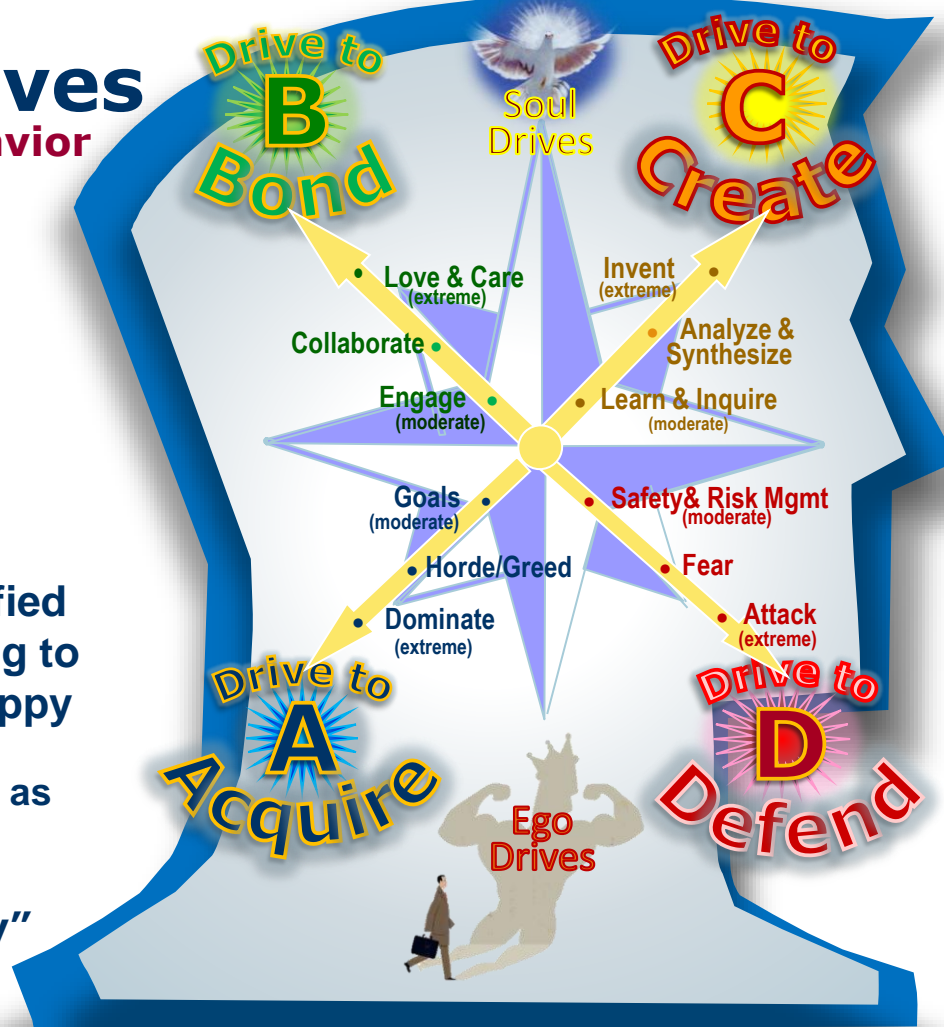 ves
avior
Drive to
B
Bond
Soul
Drives
Drive to
C
Create
Love & Care
(extreme)
Collaborate
Engage
(moderate)
Invent
(extreme)
Analyze &
Synthesize
Learn & Inquire
(moderate)
Goals
(moderate)
Horde/Greed
Dominate
(extreme)
Safety& Risk Mgmt
(moderate)
Fear
Attack
(extreme)
fied
g to
ppy
as
y”
Drive to
A
Acquire
Ego
Drives
Drive to
D
Defend